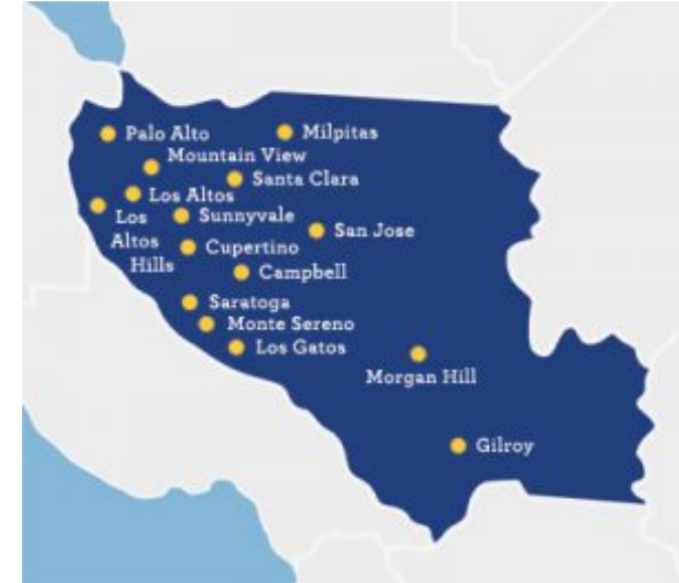 Palo Alto
Milpitas
Mountain View
Santa Clara
Los Altos
Los
Altos
Hills
Sunnyvale
San Jose
Cupertino
Campbell
Saratoga
Monte Sereno
Los Gatos
Morgan Hill
Gilroy